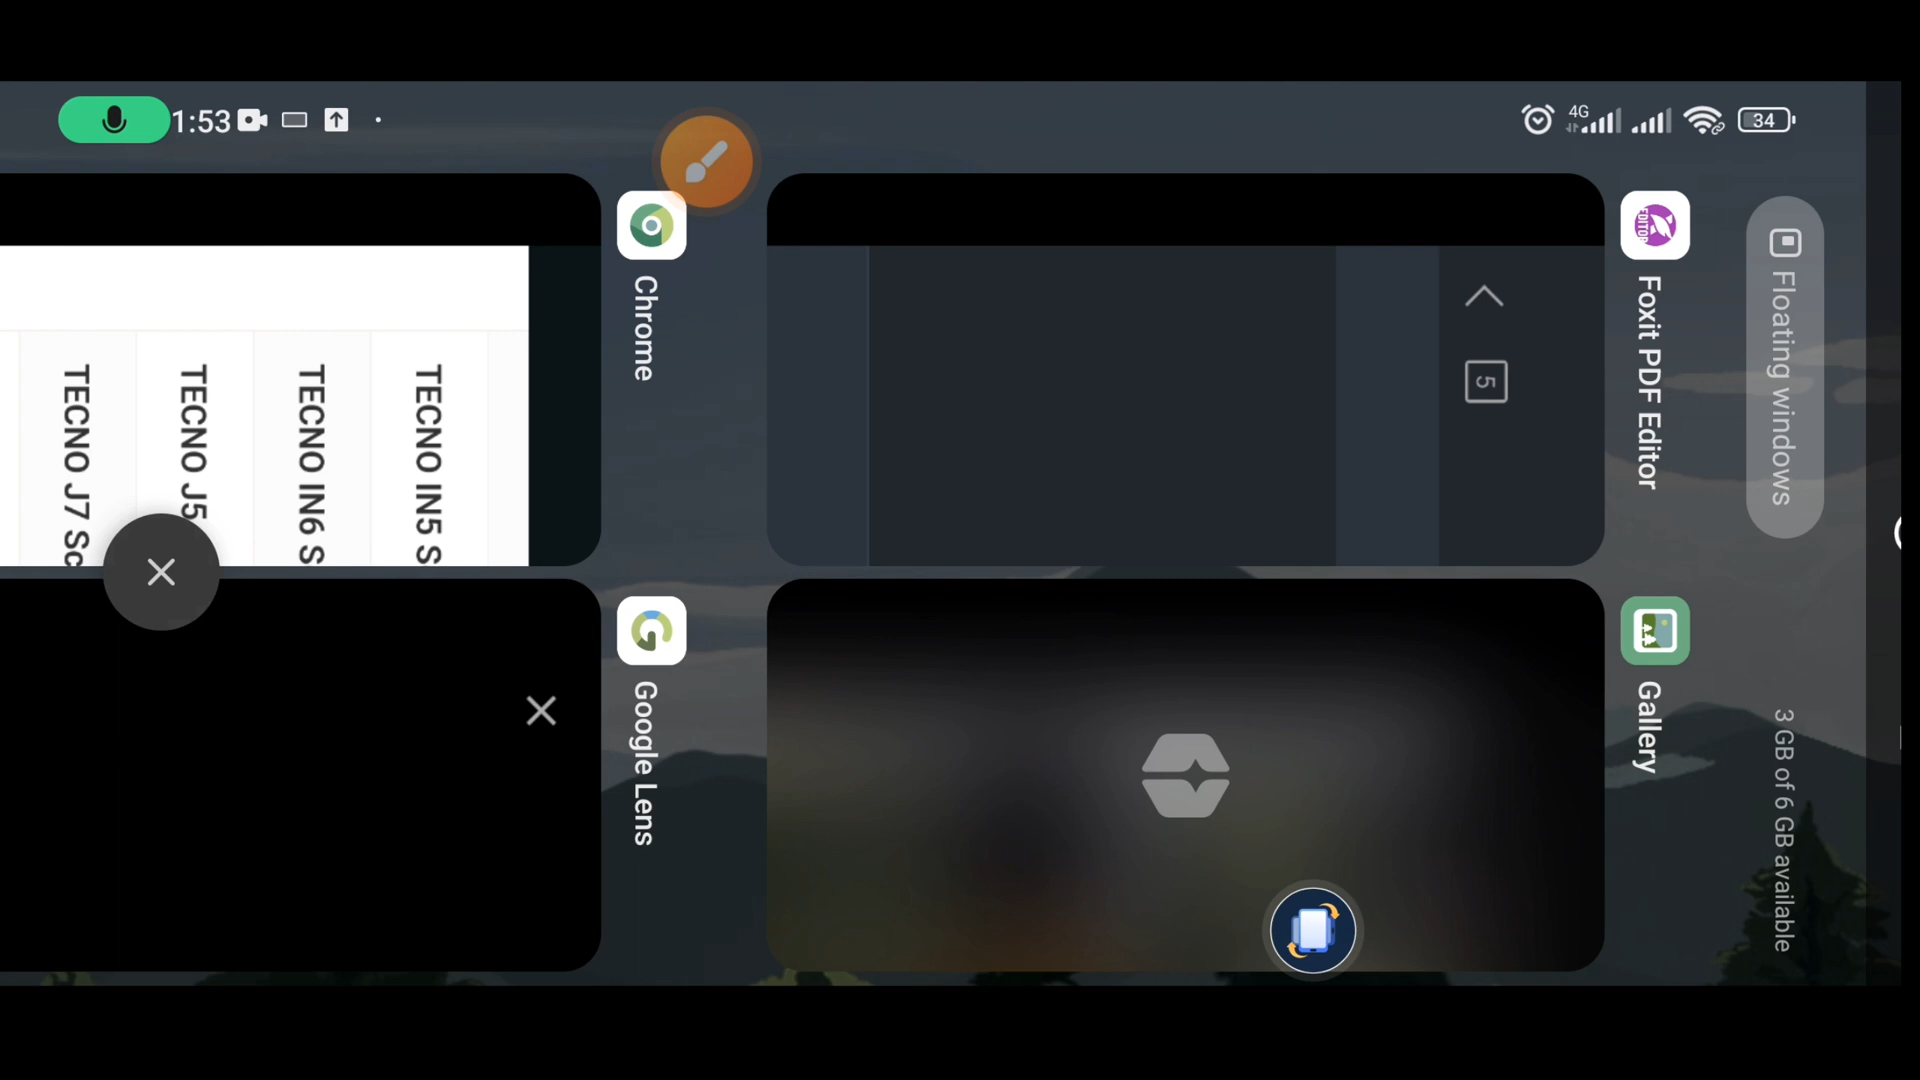 1:53
4G
34
Floating windows
3 GB of 6 GB available
EDITOR
Foxit PDF Editor
5
Gallery
Chrome
TECNO IN5 S
TECNO IN6 S
TECNO J5
TECNO J7 Sc
Google Lens